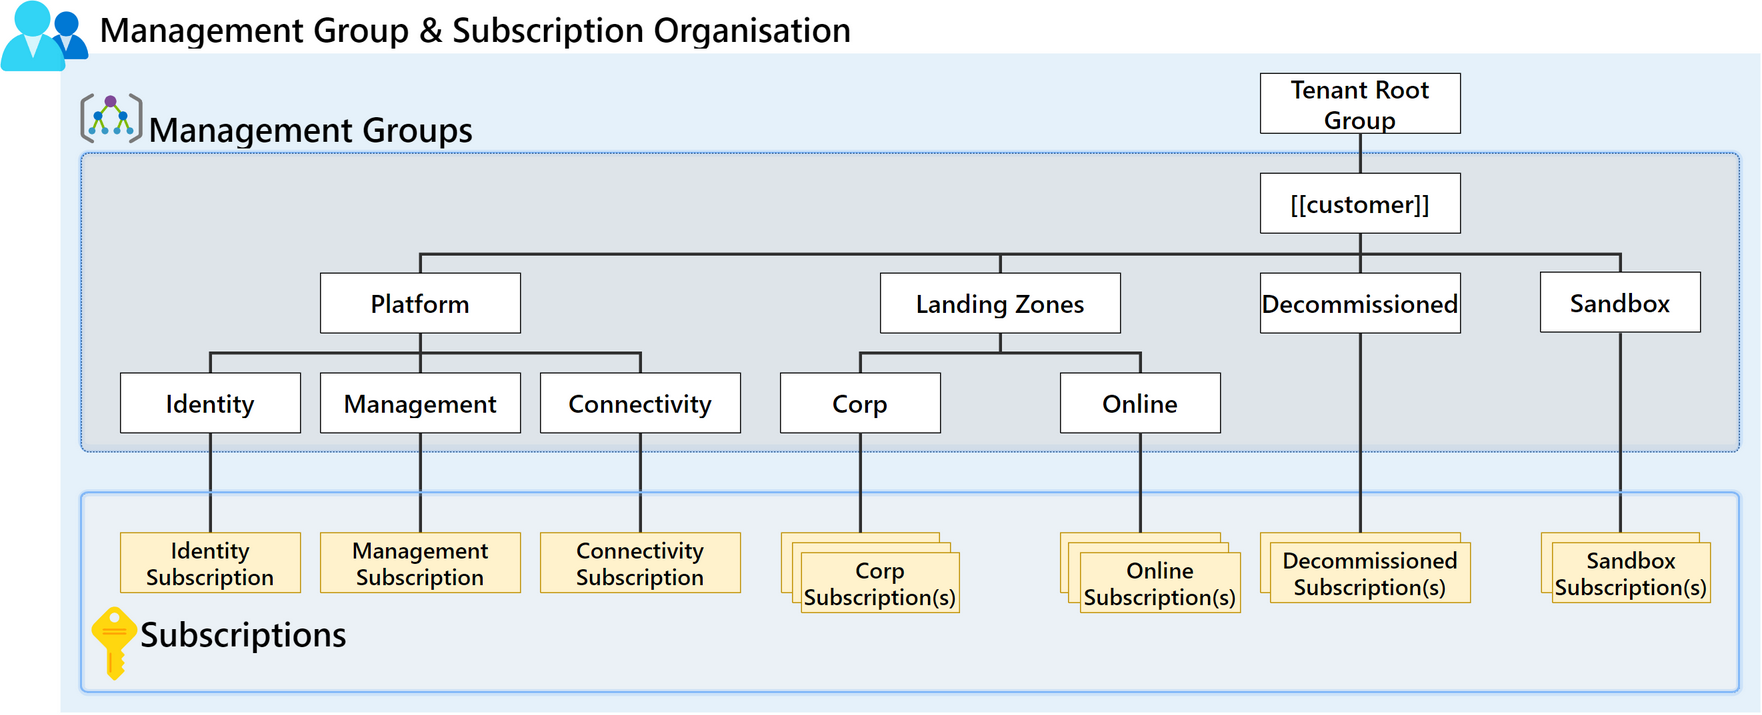 Management Group & Subscription Organisation
Management Groups
Tenant Root
Group
[[customer]]
Platform
Landing Zones
Decommissioned
Sandbox
Identity
Management
Connectivity
Corp
Online
Identity
Subscription
Management
Subscription
Connectivity
Subscription
Corp
Subscription(s)
Online
Subscription(s)
Decommissioned
Subscription(s)
Sandbox
Subscription(s)
Subscriptions